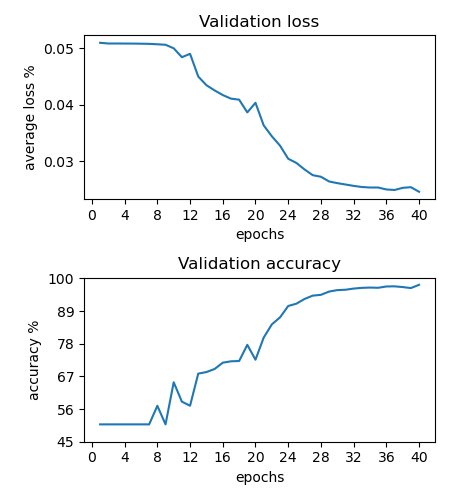 Validation loss
0.05
0.04
0.03
average loss %
0 4 8 12 16 20 24 28 32 36 40
epochs
Validation accuracy
100
89
78
67
56
45
accuracy %
0 4 8 12 16 20 24 28 32 36 40
epochs